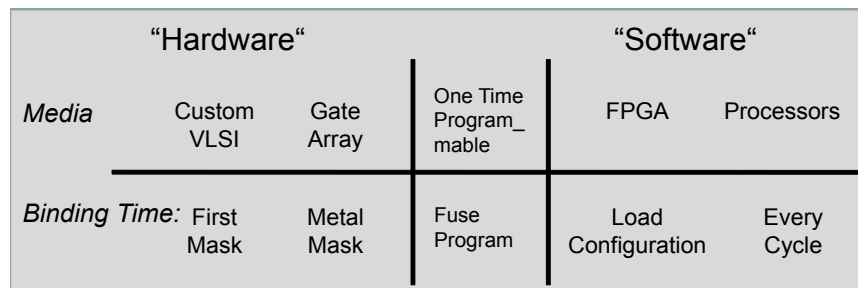 “Hardware“ “Software“
Media
Custom
VLSI
Gate
Array
One Time
Program_
mable
FPGA
Processors
Binding Time:
First
Mask
Metal
Mask
Fuse
Program
Load
Configuration
Every
Cycle